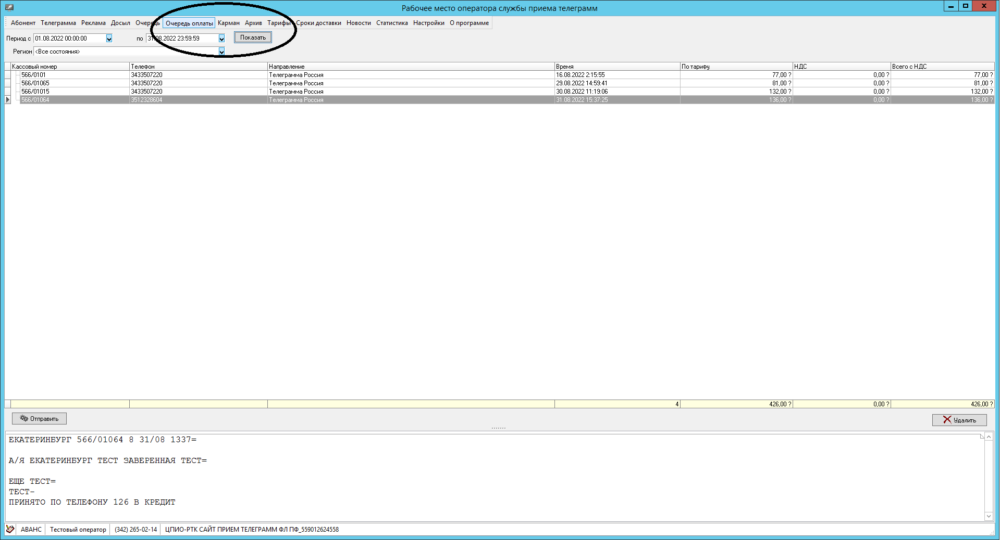 Рабочее место оператора службы приема телеграмм
Абонент Телеграмма Реклама Досыл Очередь Очередь оплаты Карман Архив Тарифы Сроки доставки Новости Статистика Настройки О программе
Период с 01.08.2022 00:00:00 по 31.08.2022 23:59:59 Показать
Регион <Все состояния>
Кассовый номер Телефон Направление Время По тарифу НДС Всего с НДС
566/0101 3433507220 Телеграмма Россия 16.08.2022 2:15:55 77,00 ? 0,00 ? 77,00 ?
566/01065 3433507220 Телеграмма Россия 29.08.2022 14:59:41 81,00 ? 0,00 ? 81,00 ?
566/01015 3433507220 Телеграмма Россия 30.08.2022 11:19:06 132,00 ? 0,00 ? 132,00 ?
566/01064 3512328604 Телеграмма Россия 31.08.2022 15:37:25 136,00 ? 0,00 ? 136,00 ?
4 426,00 ? 0,00 ? 426,00 ?
Отправить Удалить
ЕКАТЕРИНБУРГ 566/01064 8 31/08 1337=
А/Я ЕКАТЕРИНБУРГ ТЕСТ ЗАВЕРЕННАЯ ТЕСТ=
ЕЩЕ ТЕСТ=
ТЕСТ-
ПРИНЯТО ПО ТЕЛЕФОНУ 126 В КРЕДИТ
АВАНС Тестовый оператор (342) 265-02-14 ЦПИО-РТК САЙТ ПРИЕМ ТЕЛЕГРАММ ФЛ ПФ_559012624558